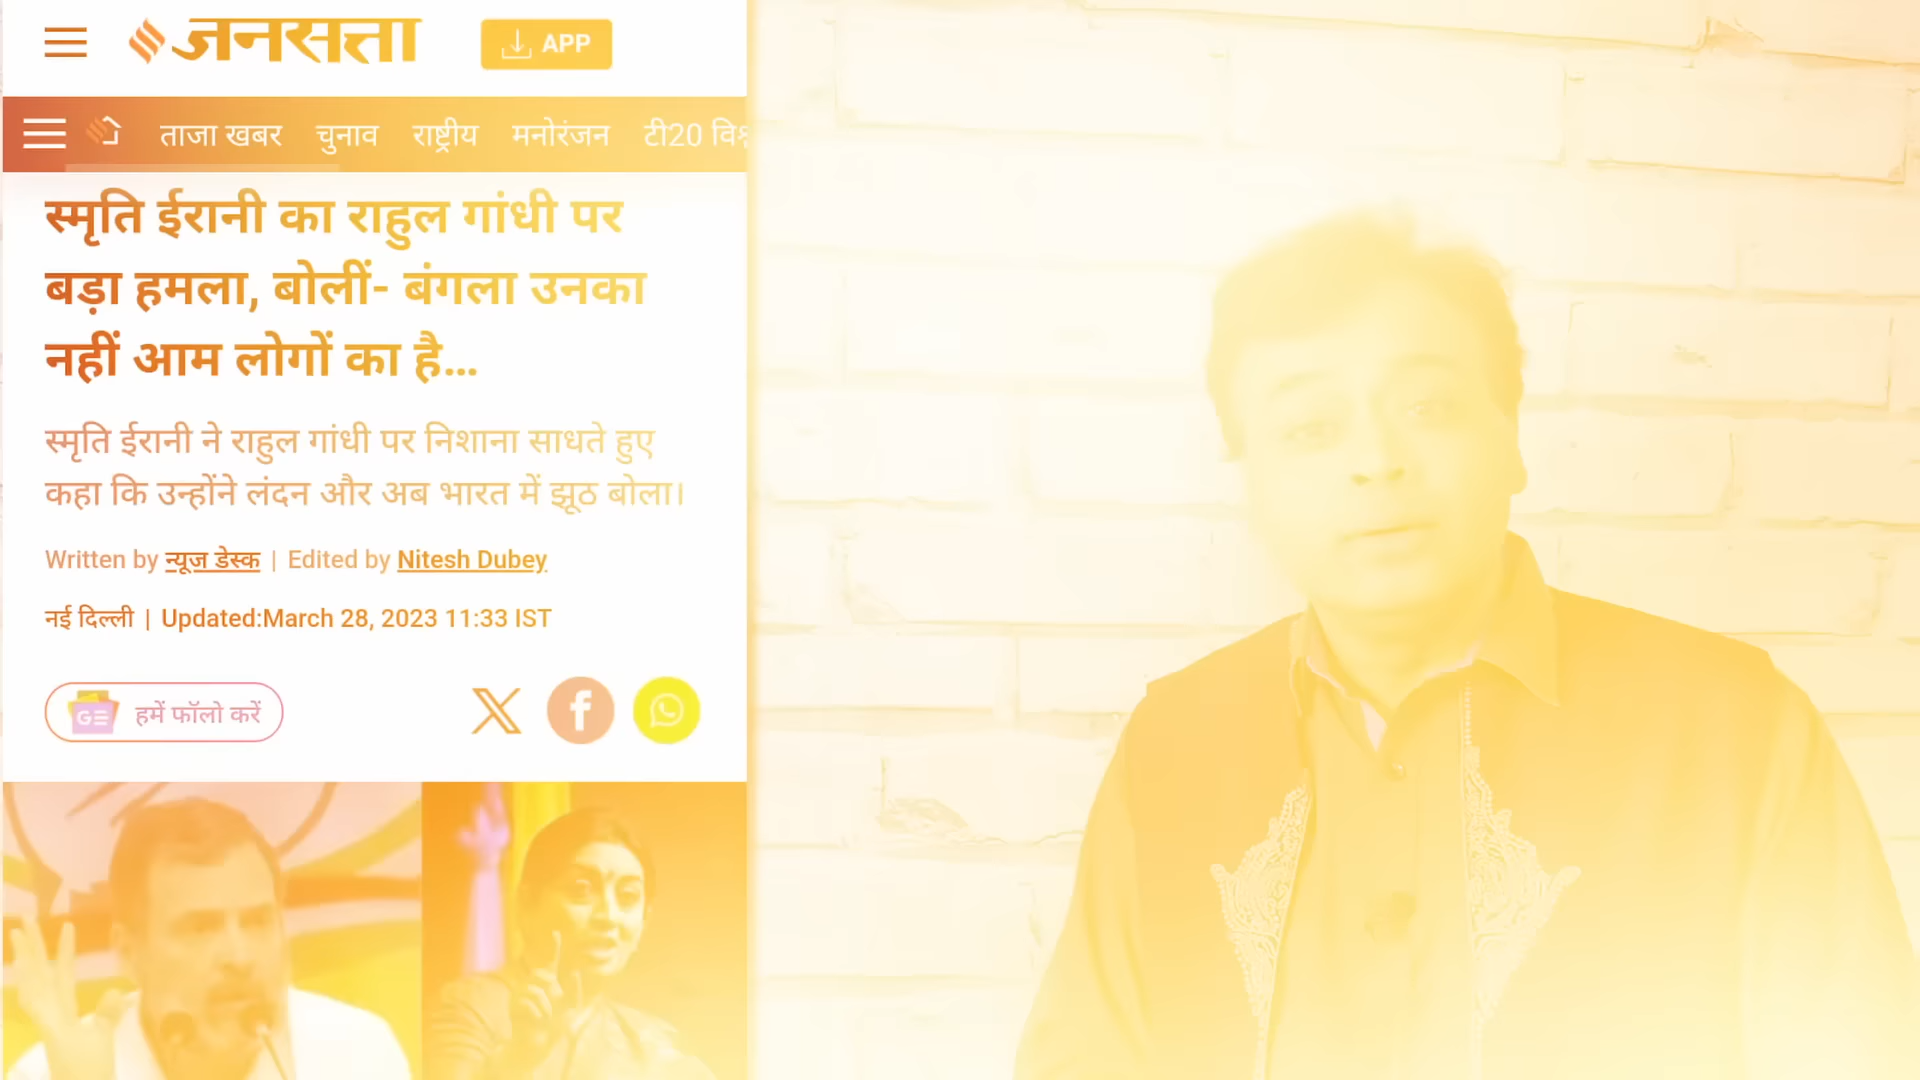 जनसत्ता
APP
ताजा खबर चुनाव राष्ट्रीय मनोरंजन टी20
स्मृति ईरानी का राहुल गांधी पर
बड़ा हमला, बोलीं- बंगला उनका
नहीं आम लोगों का है...
स्मृति ईरानी ने राहुल गांधी पर निशाना साधते हुए
कहा कि उन्होंने लंदन और अब भारत में झूठ बोला।
Written by न्यूज डेस्क | Edited by Nitesh Dubey
नई दिल्ली | Updated:March 28, 2023 11:33 IST
GE हमें फॉलो करें